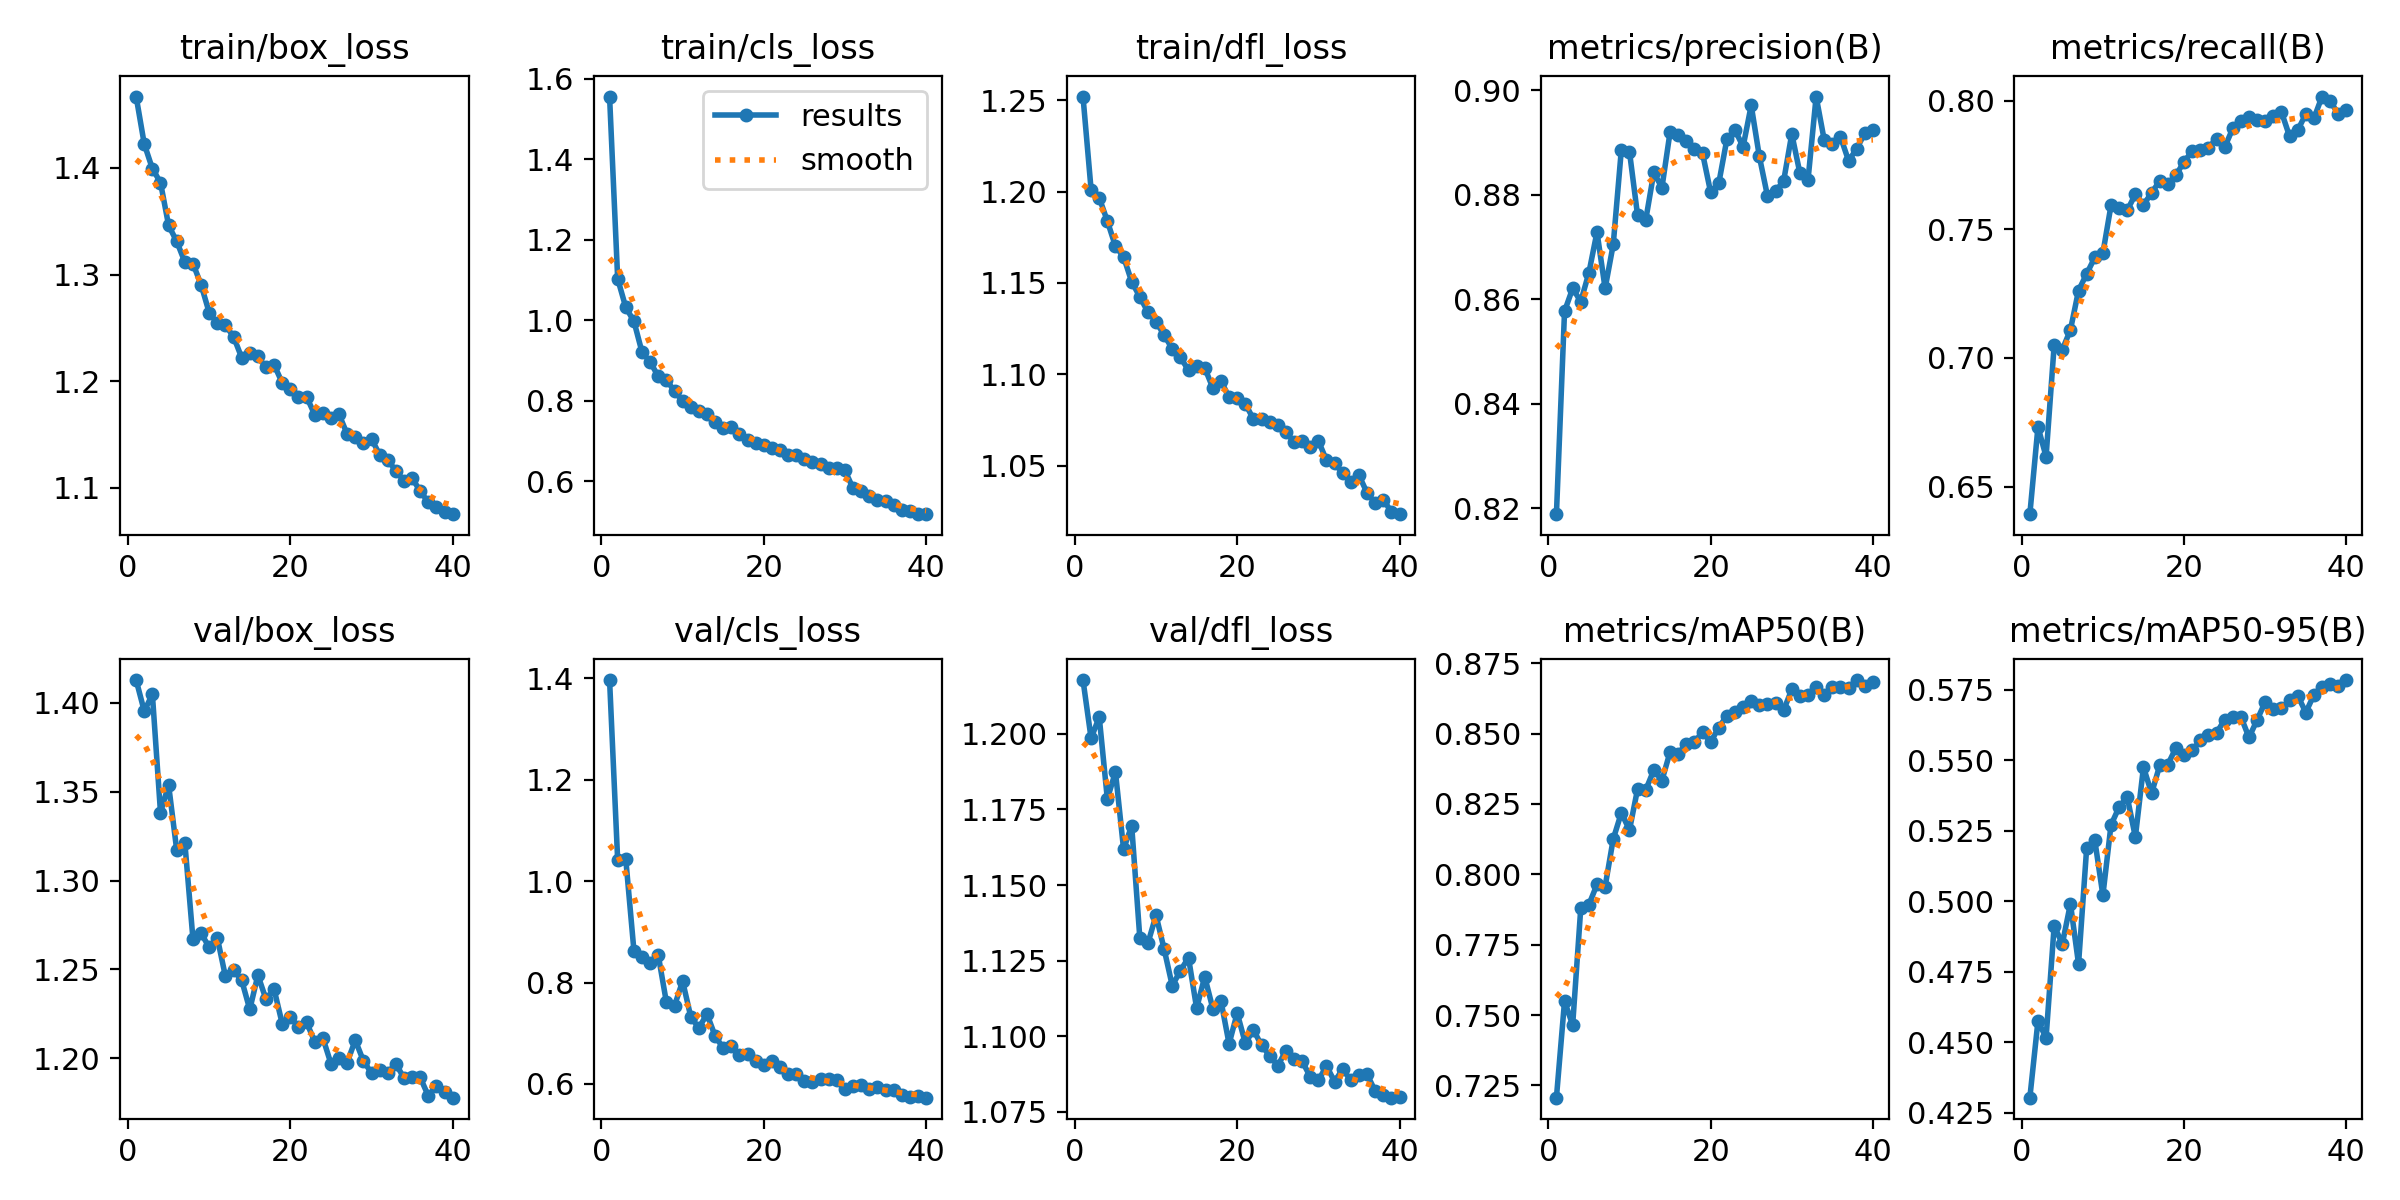 train/box_loss
1.4
1.3
1.2
1.1
0 20 40
train/cls_loss
results
smooth
1.6
1.4
1.2
1.0
0.8
0.6
0 20 40
train/dfl_loss
1.25
1.20
1.15
1.10
1.05
0 20 40
metrics/precision(B)
0.90
0.88
0.86
0.84
0.82
0 20 40
metrics/recall(B)
0.80
0.75
0.70
0.65
0 20 40
val/box_loss
1.40
1.35
1.30
1.25
1.20
0 20 40
val/cls_loss
1.4
1.2
1.0
0.8
0.6
0 20 40
val/dfl_loss
1.200
1.175
1.150
1.125
1.100
1.075
0 20 40
metrics/mAP50(B)
0.875
0.850
0.825
0.800
0.775
0.750
0.725
0 20 40
metrics/mAP50-95(B)
0.575
0.550
0.525
0.500
0.475
0.450
0.425
0 20 40